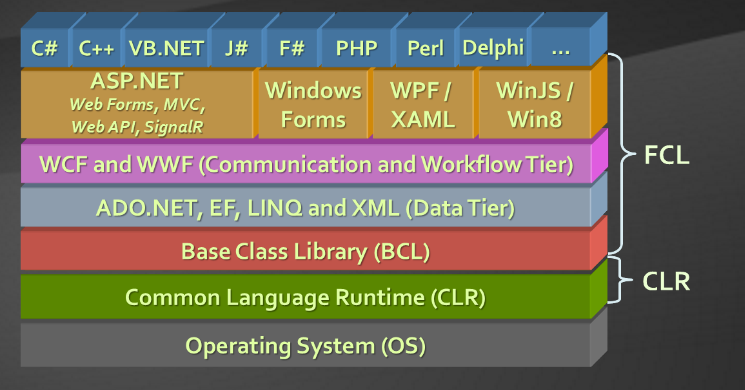 C# C++ VB.NET J# F# PHP Perl Delphi ...
ASP.NET
Web Forms, MVC,
Web API, SignalR
Windows
Forms
WPF /
XAML
WinJS /
Win8
WCF and WWF (Communication and Workflow Tier)
ADO.NET, EF, LINQ and XML (Data Tier)
Base Class Library (BCL)
Common Language Runtime (CLR)
Operating System (OS)
FCL
CLR